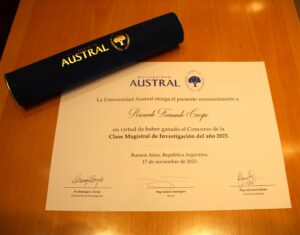 UNIVERSIDAD
AUSTRAL
UNIVERSIDAD
AUSTRAL
La Universidad Austral otorga el presente reconocimiento a
Ricardo Fernando Crespo
en virtud de haber ganado el Concurso de la
Clase Magistral de Investigación del año 2023
Buenos Aires, República Argentina,
17 de noviembre de 2023